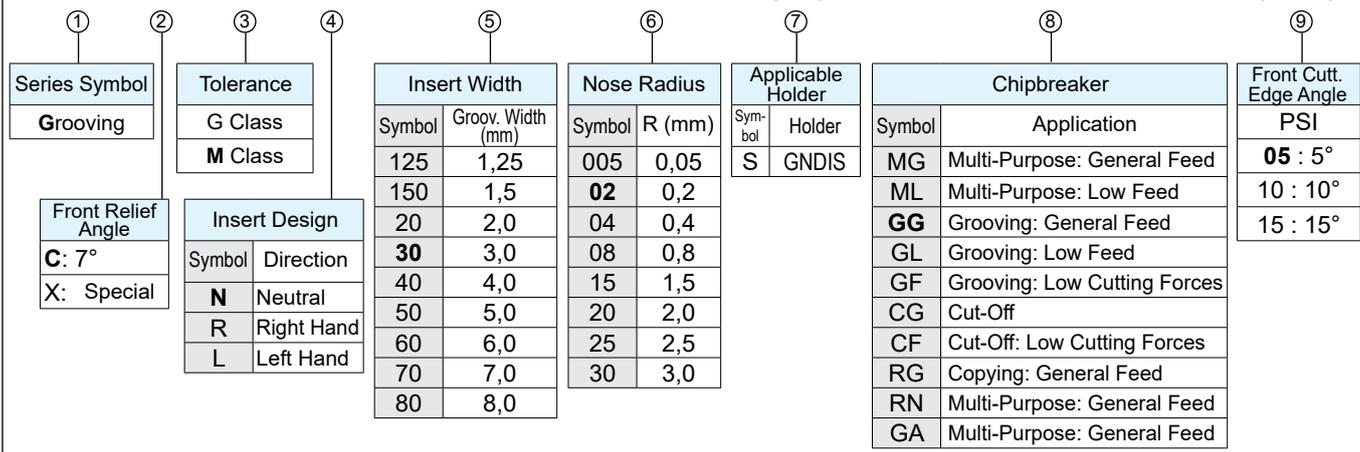 ① ② ③ ④ ⑤ ⑥ ⑦ ⑧ ⑨
Series Symbol
Grooving
Front Relief
Angle
C: 7°
X: Special
Tolerance
G Class
M Class
Insert Design
Symbol Direction
N Neutral
R Right Hand
L Left Hand
Insert Width
Symbol Groov. Width
(mm)
125 1,25
150 1,5
20 2,0
30 3,0
40 4,0
50 5,0
60 6,0
70 7,0
80 8,0
Nose Radius
Symbol R (mm)
005 0,05
02 0,2
04 0,4
08 0,8
15 1,5
20 2,0
25 2,5
30 3,0
Applicable
Holder
Sym-
bol Holder
S GNDIS
Chipbreaker
Symbol Application
MG Multi-Purpose: General Feed
ML Multi-Purpose: Low Feed
GG Grooving: General Feed
GL Grooving: Low Feed
GF Grooving: Low Cutting Forces
CG Cut-Off
CF Cut-Off: Low Cutting Forces
RG Copying: General Feed
RN Multi-Purpose: General Feed
GA Multi-Purpose: General Feed
Front Cutt.
Edge Angle
PSI
05 : 5°
10 : 10°
15 : 15°